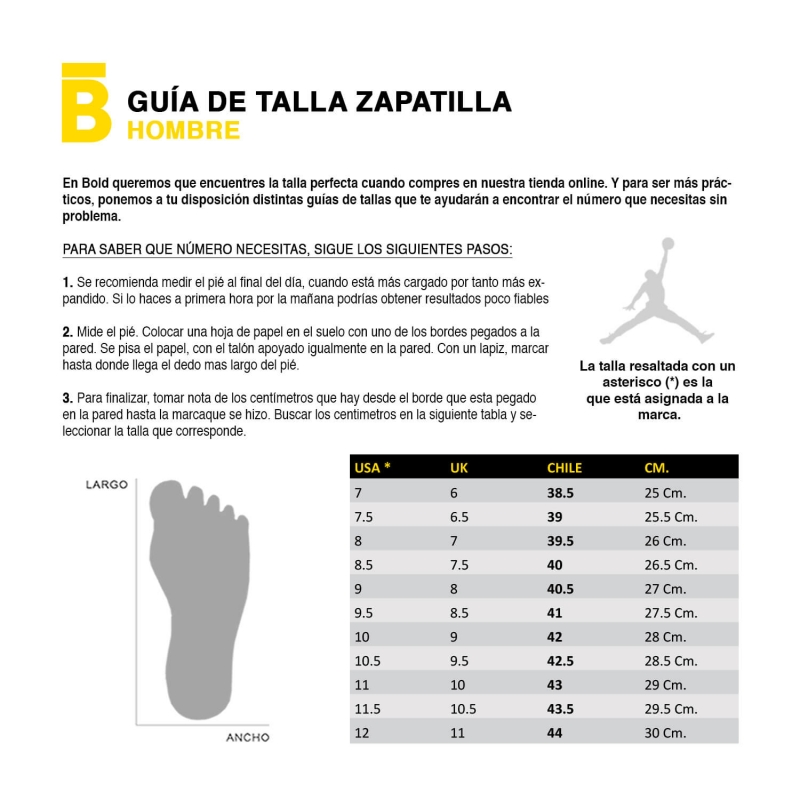 B
GUÍA DE TALLA ZAPATILLA
HOMBRE
En Bold queremos que encuentres la talla perfecta cuando compres en nuestra tienda online. Y para ser más prác-
ticos, ponemos a tu disposición distintas guías de tallas que te ayudarán a encontrar el número que necesitas sin
problema.
PARA SABER QUE NÚMERO NECESITAS, SIGUE LOS SIGUIENTES PASOS:
1. Se recomienda medir el pié al final del día, cuando está más cargado por tanto más ex-
pandido. Si lo haces a primera hora por la mañana podrías obtener resultados poco fiables
2. Mide el pié. Colocar una hoja de papel en el suelo con uno de los bordes pegados a la
pared. Se pisa el papel, con el talón apoyado igualmente en la pared. Con un lapiz, marcar
hasta donde llega el dedo mas largo del pié.
3. Para finalizar, tomar nota de los centímetros que hay desde el borde que esta pegado
en la pared hasta la marcaque se hizo. Buscar los centimetros en la siguiente tabla y se-
leccionar la talla que corresponde.
La talla resaltada con un
asterisco (*) es la
que está asignada a la
marca.
LARGO
ANCHO
USA * UK CHILE CM.
7 6 38.5 25 Cm.
7.5 6.5 39 25.5 Cm.
8 7 39.5 26 Cm.
8.5 7.5 40 26.5 Cm.
9 8 40.5 27 Cm.
9.5 8.5 41 27.5 Cm.
10 9 42 28 Cm.
10.5 9.5 42.5 28.5 Cm.
11 10 43 29 Cm.
11.5 10.5 43.5 29.5 Cm.
12 11 44 30 Cm.